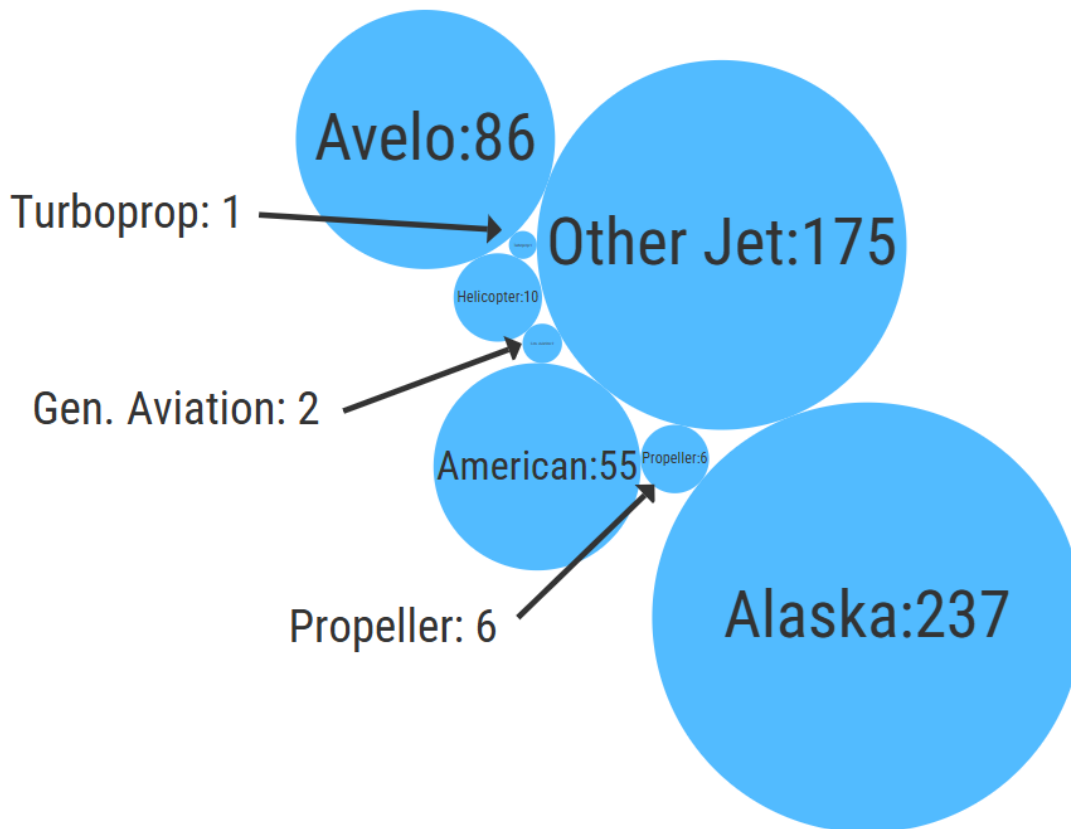 Avelo:86
Turboprop: 1
Other Jet:175
Helicopter:10
Gen. Aviation: 2
American:55
Propeller:6
Propeller: 6
Alaska:237